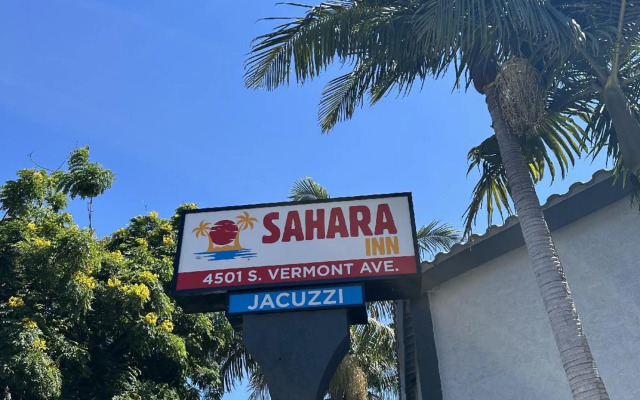 SAHARA
INN
4501 S. VERMONT AVE.
JACUZZI